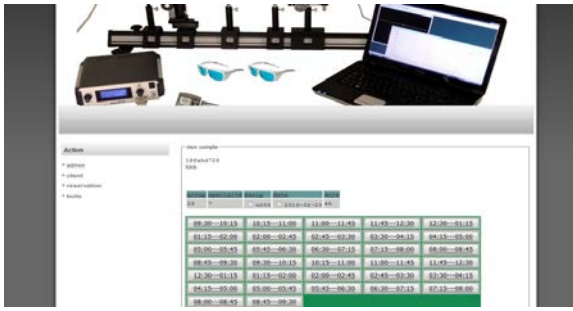 Action
admin
client
reservation
tools
09:30---10:15 10:15---11:00 11:00---11:45 11:45---12:30 12:30---01:15
01:15---02:00 02:00---02:45 02:45---03:30 03:30---04:15 04:15---05:00
05:00---05:45 05:45---06:30 06:30---07:15 07:15---08:00 08:00---08:45
08:45---09:30 09:30---10:15 10:15---11:00 11:00---11:45 11:45---12:30
12:30---01:15 01:15---02:00 02:00---02:45 02:45---03:30 03:30---04:15
04:15---05:00 05:00---05:45 05:45---06:30 06:30---07:15 07:15---08:00
08:00---08:45 08:45---09:30